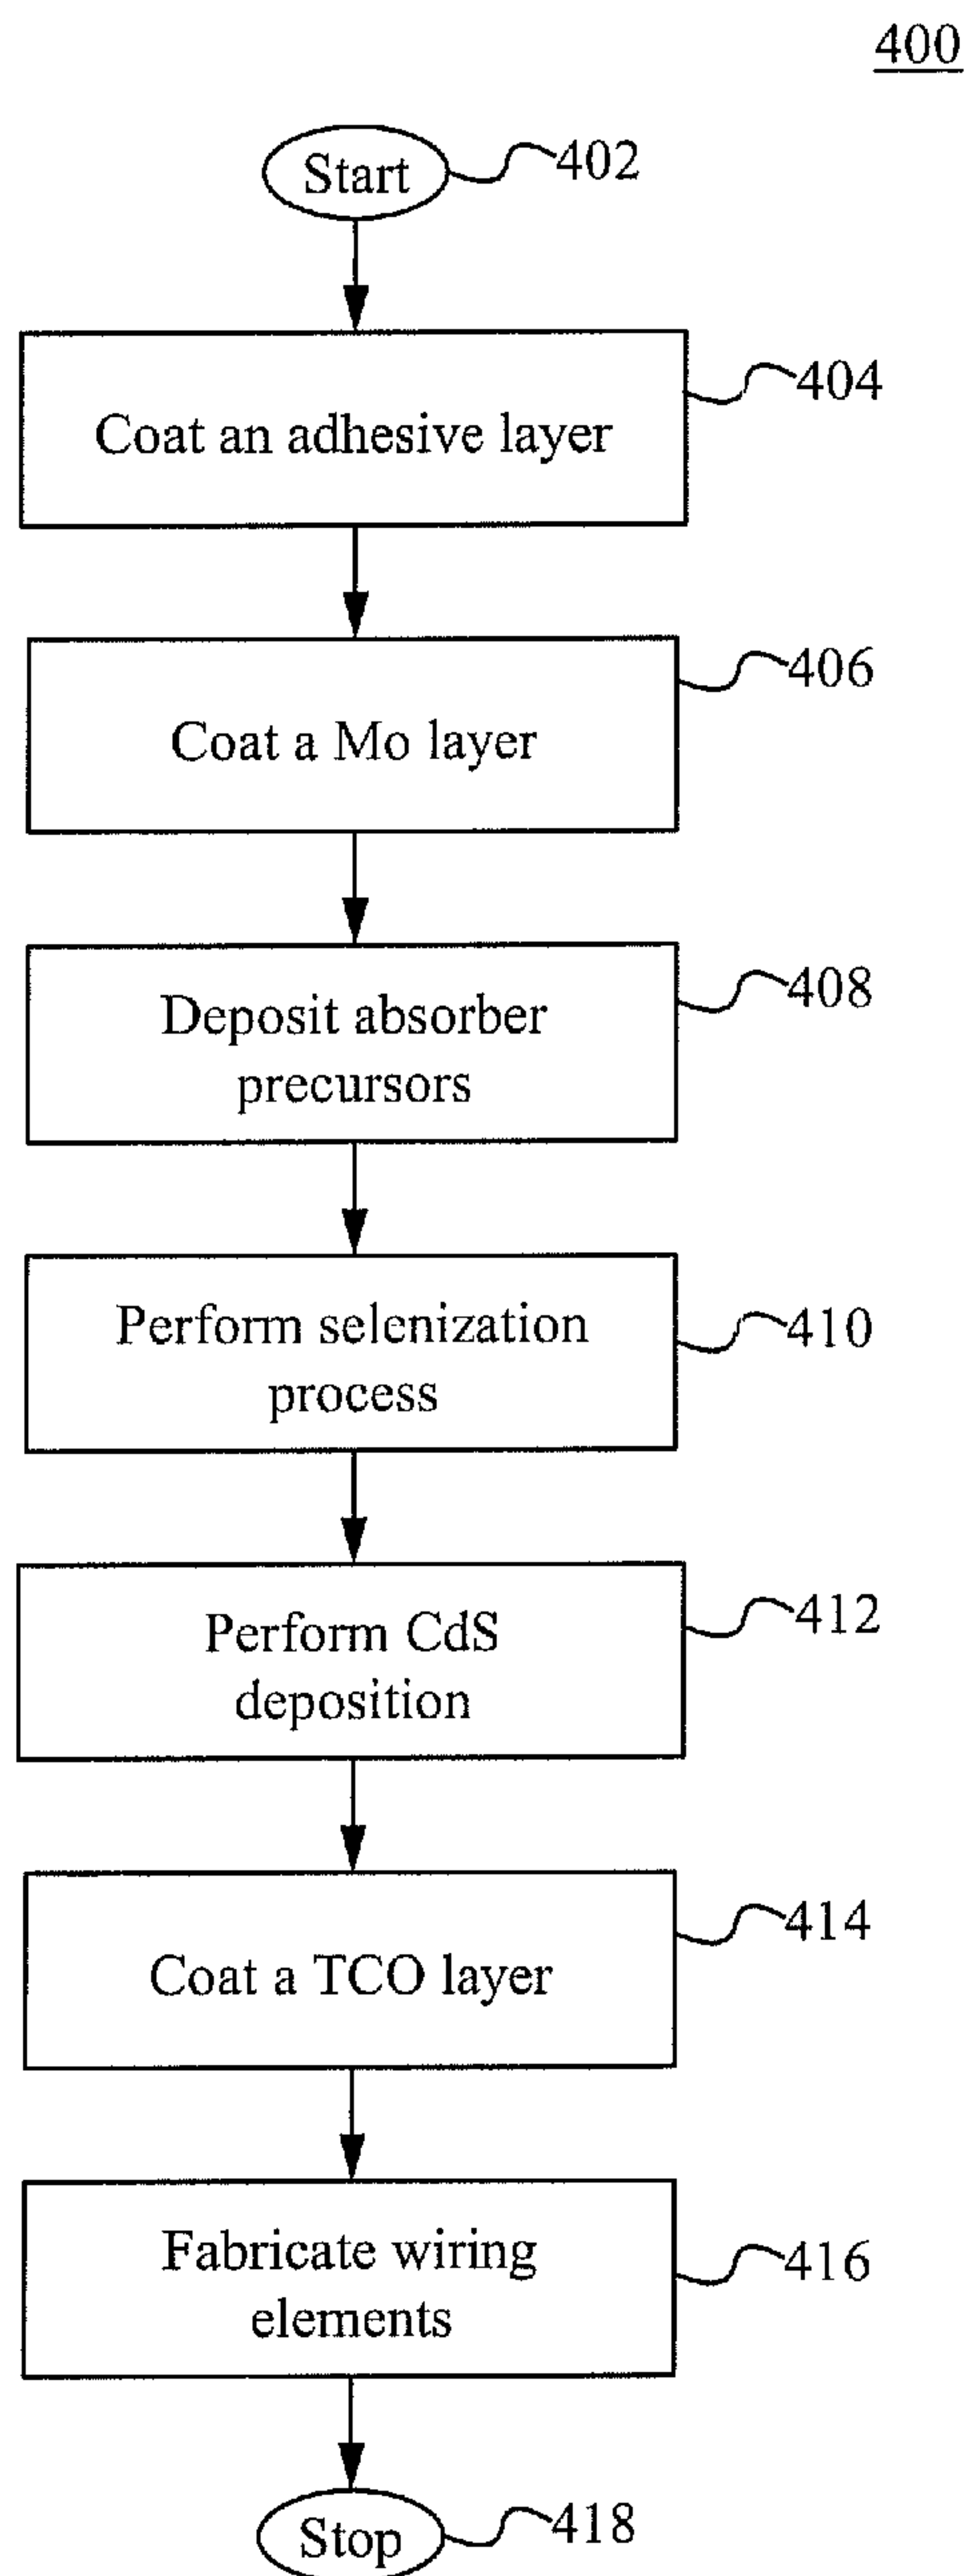 400
Start
402
Coat an adhesive layer
404
Coat a Mo layer
406
Deposit absorber
precursors
408
Perform selenization
process
410
Perform CdS
deposition
412
Coat a TCO layer
414
Fabricate wiring
elements
416
Stop
418